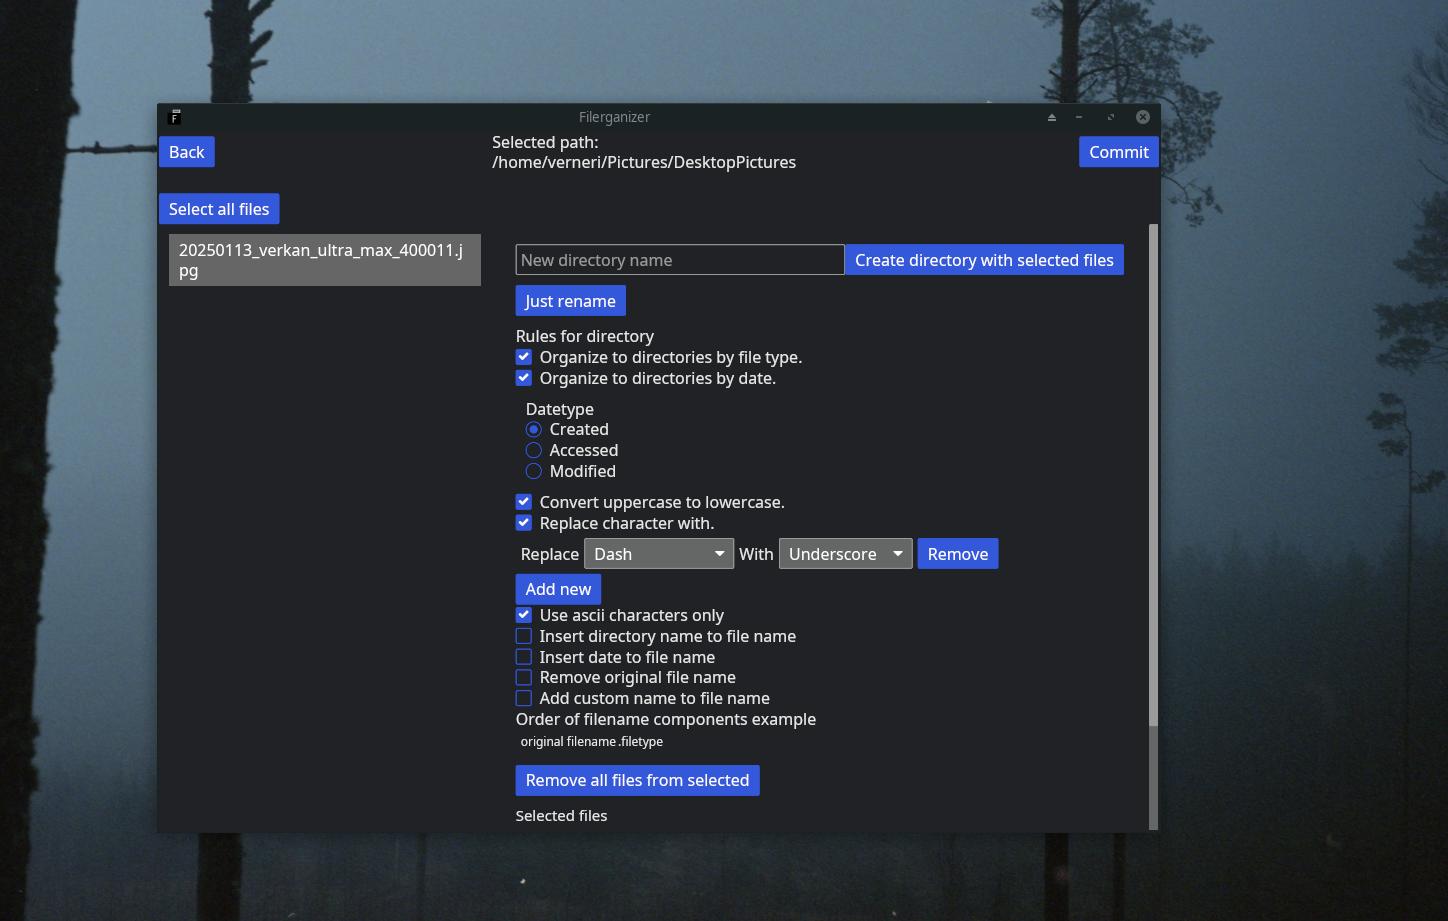 F
Filerganizer
Back
Selected path:
/home/verneri/Pictures/DesktopPictures
Commit
Select all files
20250113_verkan_ultra_max_400011.j
pg
New directory name
Create directory with selected files
Just rename
Rules for directory
Organize to directories by file type.
Organize to directories by date.
Datetype
Created
Accessed
Modified
Convert uppercase to lowercase.
Replace character with.
Replace Dash With Underscore Remove
Add new
Use ascii characters only
Insert directory name to file name
Insert date to file name
Remove original file name
Add custom name to file name
Order of filename components example
original filename.filetype
Remove all files from selected
Selected files